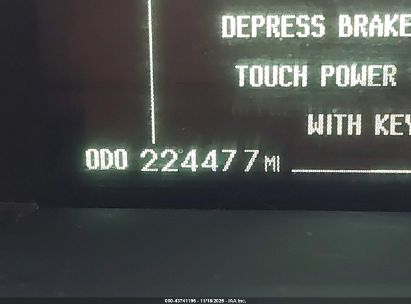 DEPRESS BRAKE
TOUCH POWER
WITH KEY
ODO 224477 MI